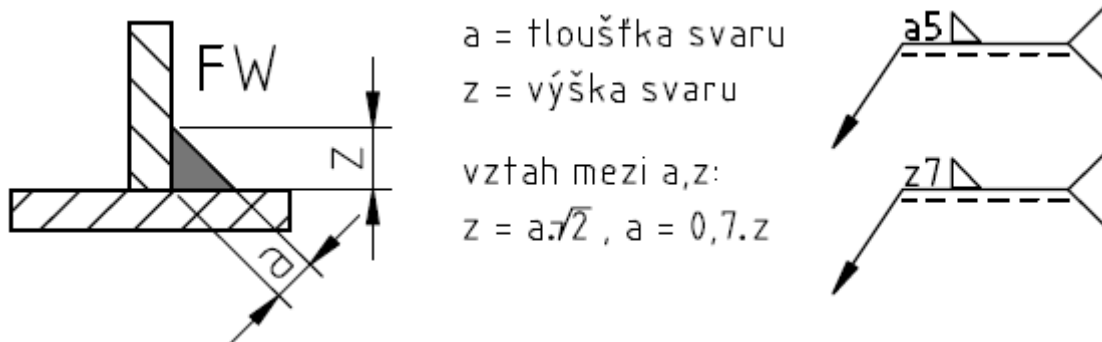 FW
z
a
a = tloušťka svaru
z = výška svaru
vztah mezi a,z:
z = a.√2 , a = 0,7.z
a5
z7